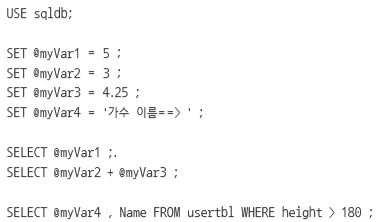 USE sqldb;
SET @myVar1 = 5 ;
SET @myVar2 = 3 ;
SET @myVar3 = 4.25 ;
SET @myVar4 = '가수 이름==> ' ;
SELECT @myVar1 ;.
SELECT @myVar2 + @myVar3 ;
SELECT @myVar4 , Name FROM usertbl WHERE height > 180 ;